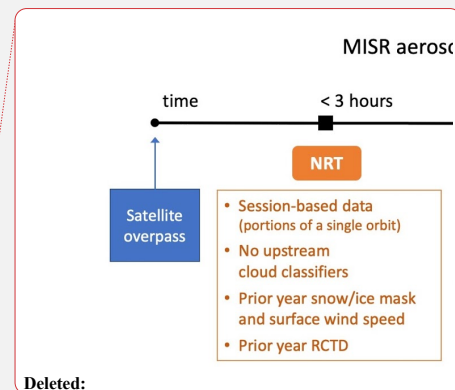 MISR
time
< 3 hours
NRT
Satellite
overpass
• Session-based data
(portions of a single orbit)
• No upstream
cloud classifiers
• Prior year snow/ice mask
and surface wind speed
• Prior year RCTD
Deleted: